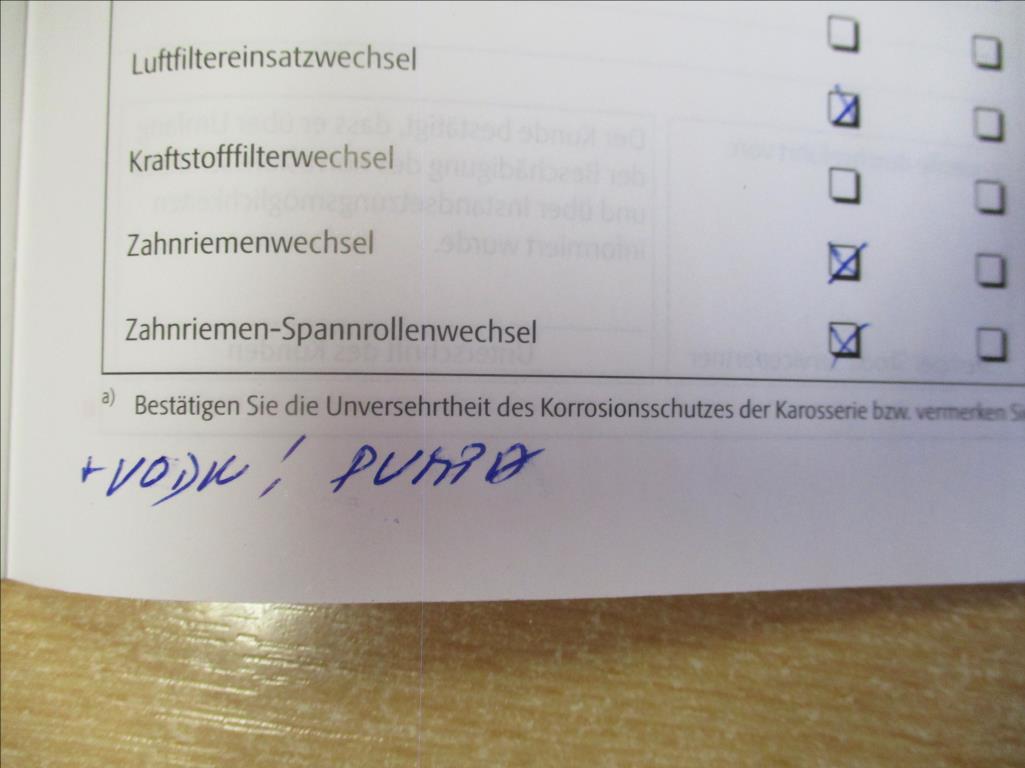 Luftfiltereinsatzwechsel
Kraftstofffilterwechsel
Zahnriemenwechsel
Zahnriemen-Spannrollenwechsel
a) Bestätigen Sie die Unversehrtheit des Korrosionsschutzes der Karosserie bzw. vermerken Si
+ VODN! PUMPA